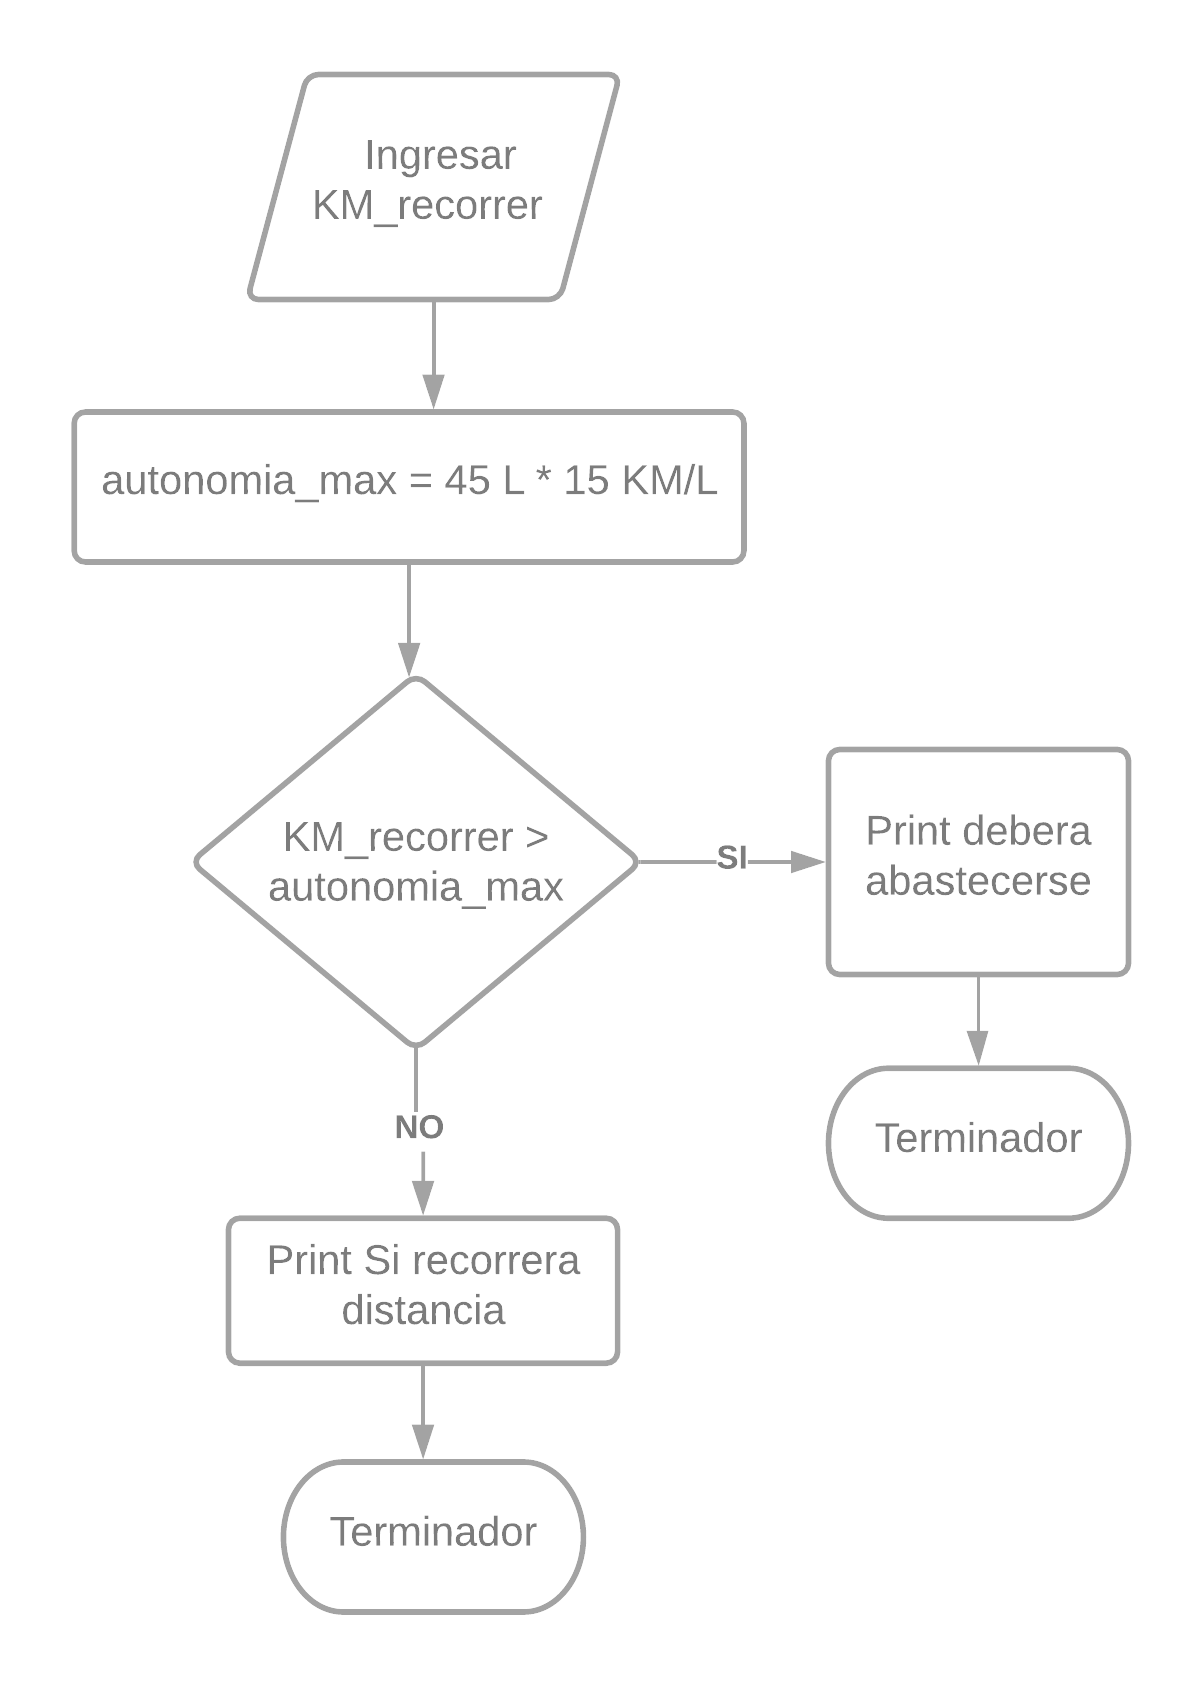 Ingresar
KM_recorrer
autonomia_max = 45 L * 15 KM/L
KM_recorrer >
autonomia_max
SI
Print debera
abastecerse
Terminador
NO
Print Si recorrera
distancia
Terminador